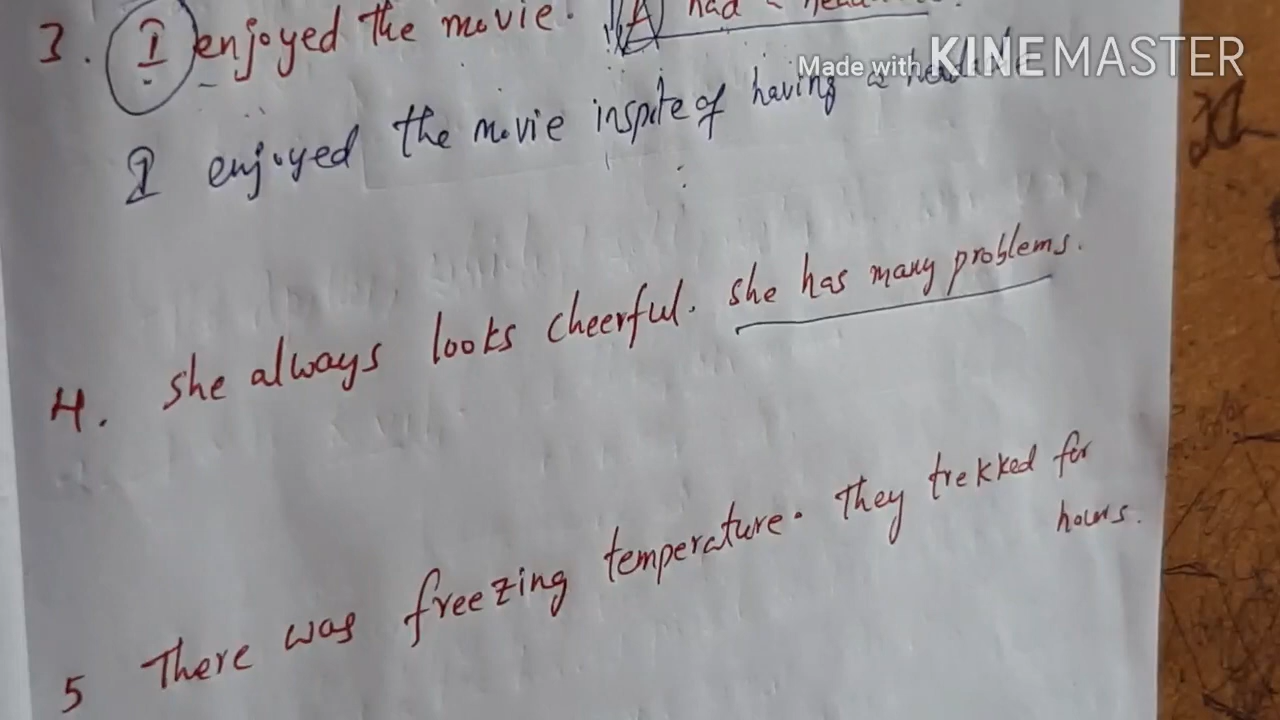 3. I enjoyed the movie. I had a
Made with KINEMASTER
I enjoyed the movie inspite of having a
4. She always looks cheerful. She has many problems.
5 There was freezing temperature. They trekked for
hours.